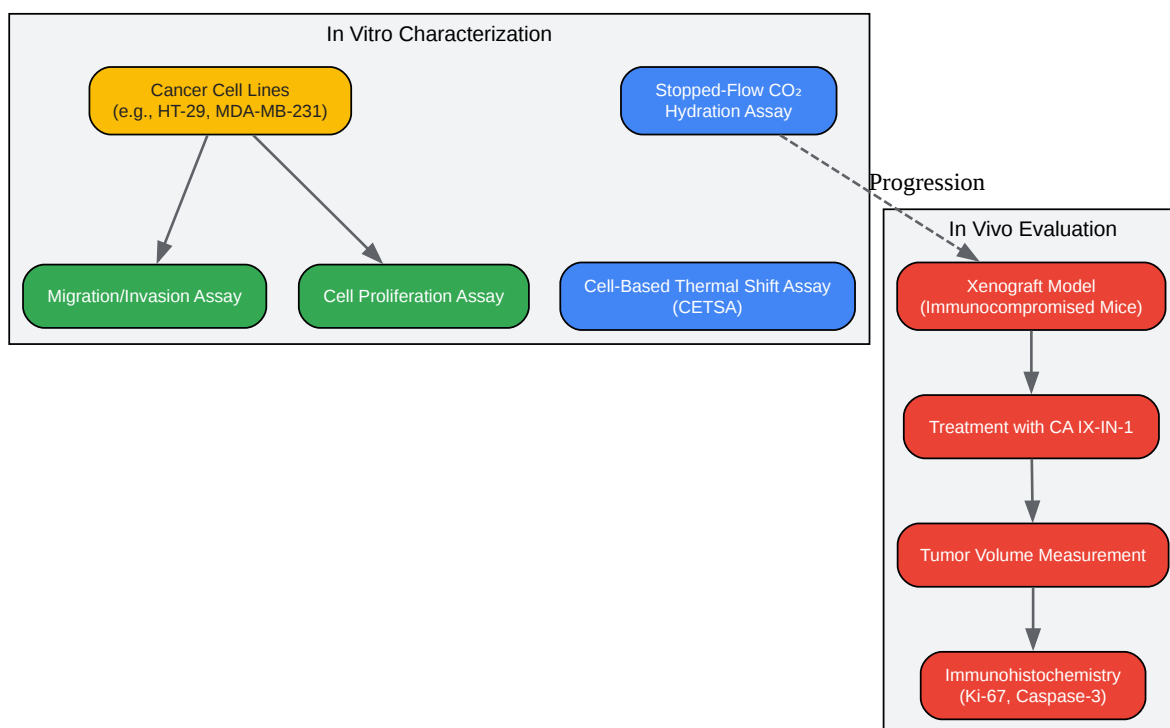 In Vitro Characterization
Cancer Cell Lines
(e.g., HT-29, MDA-MB-231)
Stopped-Flow CO₂
Hydration Assay
Progression
Migration/Invasion Assay
Cell Proliferation Assay
Cell-Based Thermal Shift Assay
(CETSA)
In Vivo Evaluation
Xenograft Model
(Immunocompromised Mice)
Treatment with CA IX-IN-1
Tumor Volume Measurement
Immunohistochemistry
(Ki-67, Caspase-3)